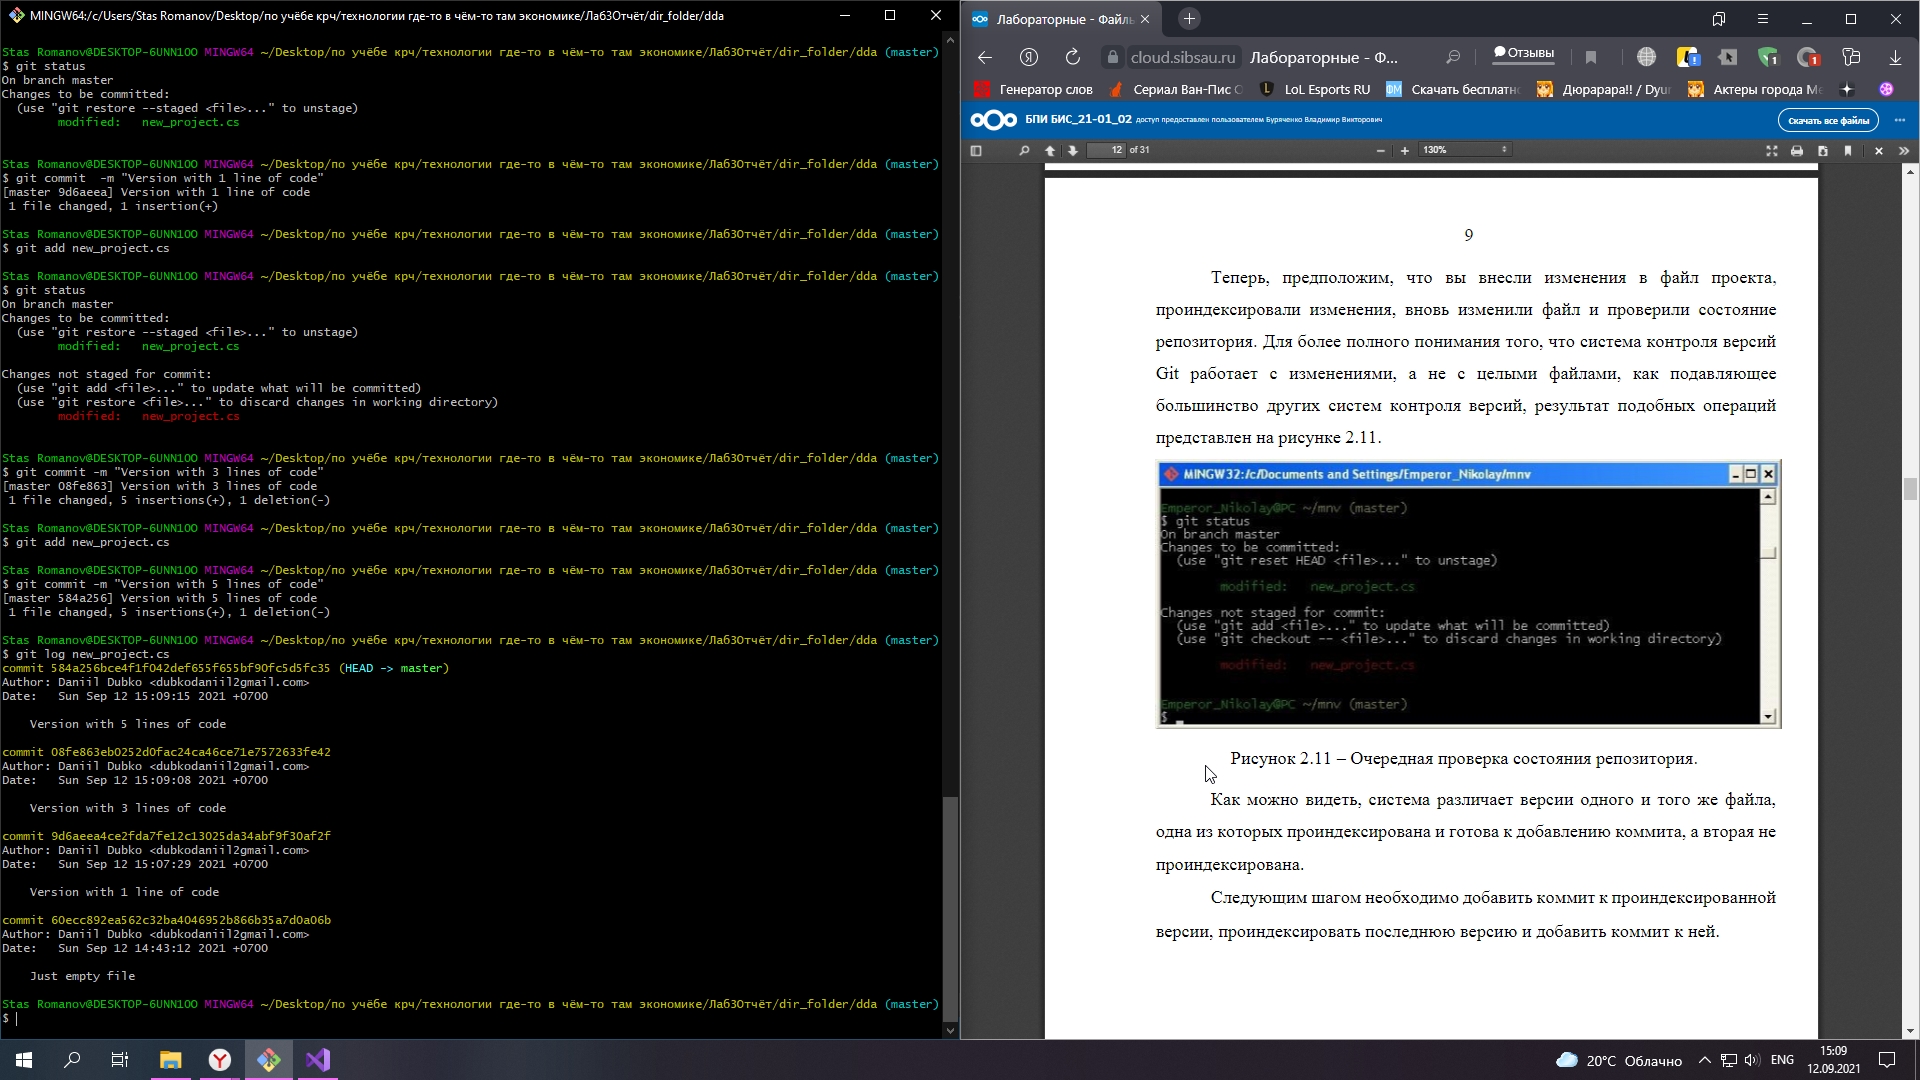 MINGW64:/c/Users/Stas Romanov/Desktop/по учёбе крч/технологии где-то в чём-то там экономике/Лаб3Отчёт/dir_folder/dda
Stas Romanov@DESKTOP-6UNN1OO MINGW64 ~/Desktop/по учёбе крч/технологии где-то в чём-то там экономике/Лаб3Отчёт/dir_folder/dda (master)
$ git status
On branch master
Changes to be committed:
  (use "git restore --staged <file>..." to unstage)
        modified:   new_project.cs
Stas Romanov@DESKTOP-6UNN1OO MINGW64 ~/Desktop/по учёбе крч/технологии где-то в чём-то там экономике/Лаб3Отчёт/dir_folder/dda (master)
$ git commit  -m "Version with 1 line of code"
[master 9d6aeea] Version with 1 line of code
 1 file changed, 1 insertion(+)
Stas Romanov@DESKTOP-6UNN1OO MINGW64 ~/Desktop/по учёбе крч/технологии где-то в чём-то там экономике/Лаб3Отчёт/dir_folder/dda (master)
$ git add new_project.cs
Stas Romanov@DESKTOP-6UNN1OO MINGW64 ~/Desktop/по учёбе крч/технологии где-то в чём-то там экономике/Лаб3Отчёт/dir_folder/dda (master)
$ git status
On branch master
Changes to be committed:
  (use "git restore --staged <file>..." to unstage)
        modified:   new_project.cs
Changes not staged for commit:
  (use "git add <file>..." to update what will be committed)
  (use "git restore <file>..." to discard changes in working directory)
        modified:   new_project.cs
Stas Romanov@DESKTOP-6UNN1OO MINGW64 ~/Desktop/по учёбе крч/технологии где-то в чём-то там экономике/Лаб3Отчёт/dir_folder/dda (master)
$ git commit -m "Version with 3 lines of code"
[master 08fe863] Version with 3 lines of code
 1 file changed, 5 insertions(+), 1 deletion(-)
Stas Romanov@DESKTOP-6UNN1OO MINGW64 ~/Desktop/по учёбе крч/технологии где-то в чём-то там экономике/Лаб3Отчёт/dir_folder/dda (master)
$ git add new_project.cs
Stas Romanov@DESKTOP-6UNN1OO MINGW64 ~/Desktop/по учёбе крч/технологии где-то в чём-то там экономике/Лаб3Отчёт/dir_folder/dda (master)
$ git commit -m "Version with 5 lines of code"
[master 584a256] Version with 5 lines of code
 1 file changed, 5 insertions(+), 1 deletion(-)
Stas Romanov@DESKTOP-6UNN1OO MINGW64 ~/Desktop/по учёбе крч/технологии где-то в чём-то там экономике/Лаб3Отчёт/dir_folder/dda (master)
$ git log new_project.cs
commit 584a256bce4f1f042def655f655bf90fc5d5fc35 (HEAD -> master)
Author: Daniil Dubko <dubkodaniil2gmail.com>
Date:   Sun Sep 12 15:09:15 2021 +0700
    Version with 5 lines of code
commit 08fe863eb0252d0fac24ca46ce71e7572633fe42
Author: Daniil Dubko <dubkodaniil2gmail.com>
Date:   Sun Sep 12 15:09:08 2021 +0700
    Version with 3 lines of code
commit 9d6aeea4ce2fda7fe12c13025da34abf9f30af2f
Author: Daniil Dubko <dubkodaniil2gmail.com>
Date:   Sun Sep 12 15:07:29 2021 +0700
    Version with 1 line of code
commit 60ecc892ea562c32ba4046952b866b35a7d0a06b
Author: Daniil Dubko <dubkodaniil2gmail.com>
Date:   Sun Sep 12 14:43:12 2021 +0700
    Just empty file
Stas Romanov@DESKTOP-6UNN1OO MINGW64 ~/Desktop/по учёбе крч/технологии где-то в чём-то там экономике/Лаб3Отчёт/dir_folder/dda (master)
$
Лабораторные - Файль
cloud.sibsau.ru Лабораторные - Ф... Отзывы
Генератор слов Сериал Ван-Пис LoL Esports RU ФМ Скачать бесплатн Дюрарара!! / Актеры города
БПИ БИС_21-01_02 доступ предоставлен пользователем Буряченко Владимир Викторович Скачать все файлы
12 of 31 130%
9
Теперь, предположим, что вы внесли изменения в файл проекта,
проиндексировали изменения, вновь изменили файл и проверили состояние
репозитория. Для более полного понимания того, что система контроля версий
Git работает с изменениями, а не с целыми файлами, как подавляющее
большинство других систем контроля версий, результат подобных операций
представлен на рисунке 2.11.
MINGW32:/c/Documents and Settings/Emperor_Nikolay/mnv
Emperor_Nikolay@PC ~/mnv (master)
$ git status
On branch master
Changes to be committed:
  (use "git reset HEAD <file>..." to unstage)
        modified:   new_project.cs
Changes not staged for commit:
  (use "git add <file>..." to update what will be committed)
  (use "git checkout -- <file>..." to discard changes in working directory)
        modified:   new_project.cs
Emperor_Nikolay@PC ~/mnv (master)
$
Рисунок 2.11 – Очередная проверка состояния репозитория.
Как можно видеть, система различает версии одного и того же файла,
одна из которых проиндексирована и готова к добавлению коммита, а вторая не
проиндексирована.
Следующим шагом необходимо добавить коммит к проиндексированной
версии, проиндексировать последнюю версию и добавить коммит к ней.
20°C Облачно ENG 15:09
12.09.2021